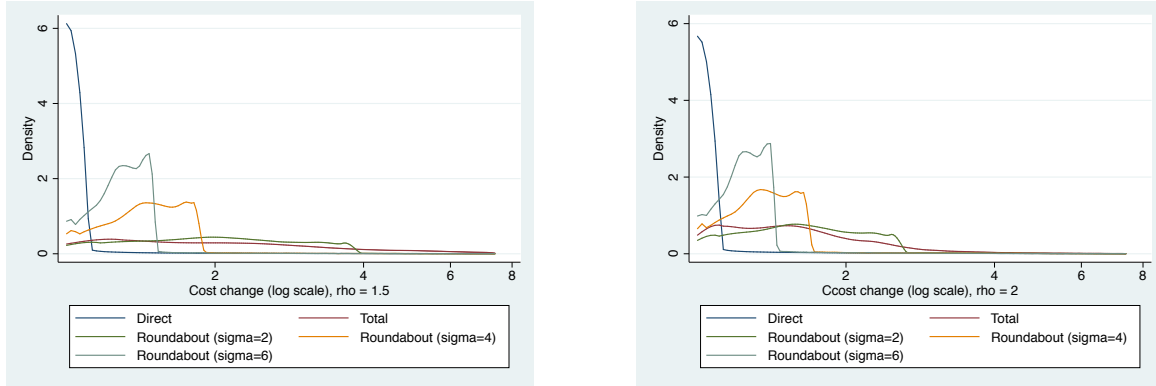 6
4
2
0
Density
2
4
6
8
Cost change (log scale), rho = 1.5
Direct
Total
Roundabout (sigma=2)
Roundabout (sigma=4)
Roundabout (sigma=6)
6
4
2
0
Density
2
4
6
8
Ccost change (log scale), rho = 2
Direct
Total
Roundabout (sigma=2)
Roundabout (sigma=4)
Roundabout (sigma=6)